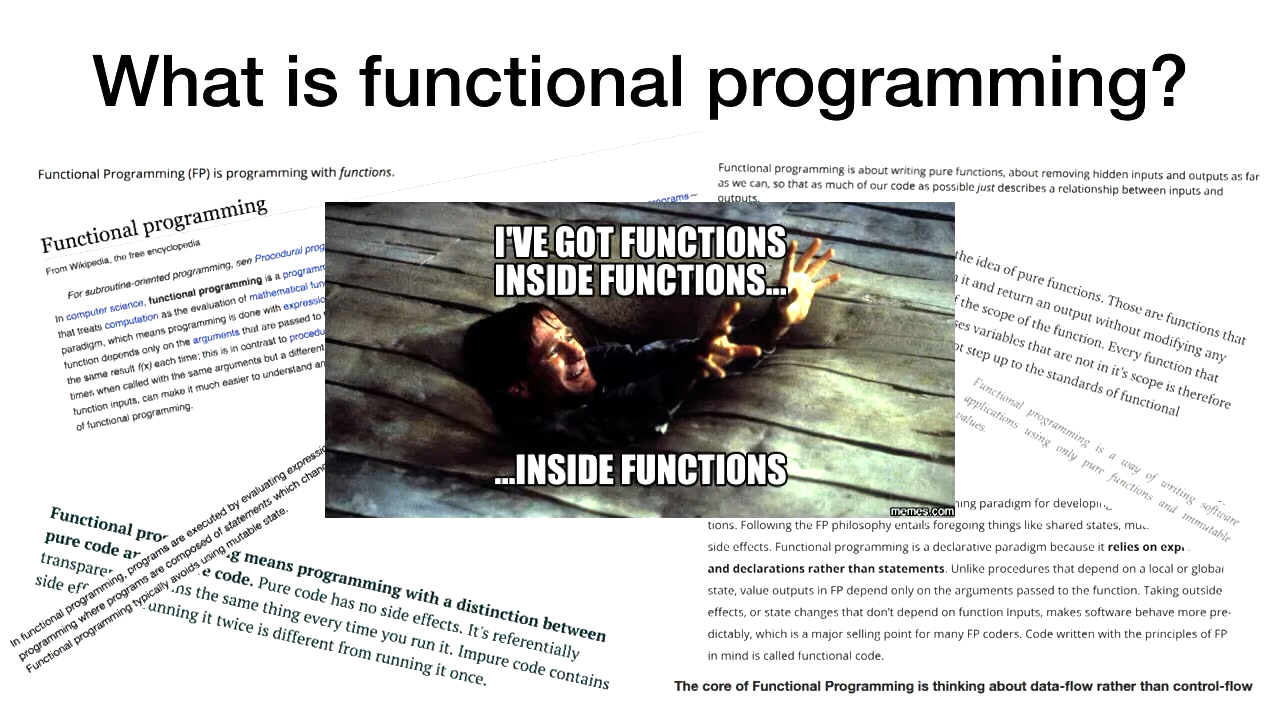 What is functional programming?
Functional Programming (FP) is programming with functions.
Functional programming
From Wikipedia, the free encyclopedia
For subroutine-oriented programming, see Procedural prog
In computer science, functional programming is a programm
that treats computation as the evaluation of mathematical fun
paradigm, which means programming is done with expressio
function depends only on the arguments that are passed to
the same result f(x) each time; this is in contrast to procedu
times when called with the same arguments but a different
function inputs, can make it much easier to understand an
of functional programming.
Functional programming is about writing pure functions, about removing hidden inputs and outputs as far
as we can, so that as much of our code as possible just describes a relationship between inputs and
outputs.
I'VE GOT FUNCTIONS
INSIDE FUNCTIONS...
...INSIDE FUNCTIONS
memes.com
the idea of pure functions. Those are functions that
it and return an output without modifying any
the scope of the function. Every function that
ses variables that are not in it's scope is therefore
ot step up to the standards of functional
Functional programming is a way of writing software
applications using only pure functions and immutable
values.
In functional programming, programs are executed by evaluating expressio
programming where programs are composed of statements which chang
Functional programming typically avoids using mutable state.
Functional pro g means programming with a distinction between
pure code an e code. Pure code has no side effects. It's referentially
transparen ns the same thing every time you run it. Impure code contains
side eff unning it twice is different from running it once.
ning paradigm for developing
tions. Following the FP philosophy entails foregoing things like shared states, mut
side effects. Functional programming is a declarative paradigm because it relies on expr
and declarations rather than statements. Unlike procedures that depend on a local or global
state, value outputs in FP depend only on the arguments passed to the function. Taking outside
effects, or state changes that don't depend on function inputs, makes software behave more pre-
dictably, which is a major selling point for many FP coders. Code written with the principles of FP
in mind is called functional code.
The core of Functional Programming is thinking about data-flow rather than control-flow